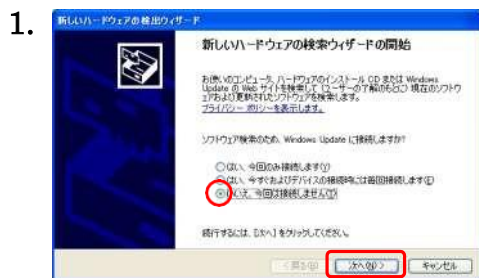 1.
新しいハードウェアの検出ウィザード
新しいハードウェアの検索ウィザードの開始
お使いのコンピュータ、ハードウェアのインストール CD または Windows
Update の Web サイトを検索して (ユーザーの了解のもとに) 現在のソフトウ
ェアおよび更新されたソフトウェアを検索します。
プライバシー ポリシーを表示します。
ソフトウェア検索のため、Windows Update に接続しますか?
はい、今回のみ接続します(Y)
はい、今すぐおよびデバイスの接続時には毎回接続します(E)
いいえ、今回は接続しません(T)
続行するには、[次へ] をクリックしてください。
< 戻る(B)
次へ(N) >
キャンセル